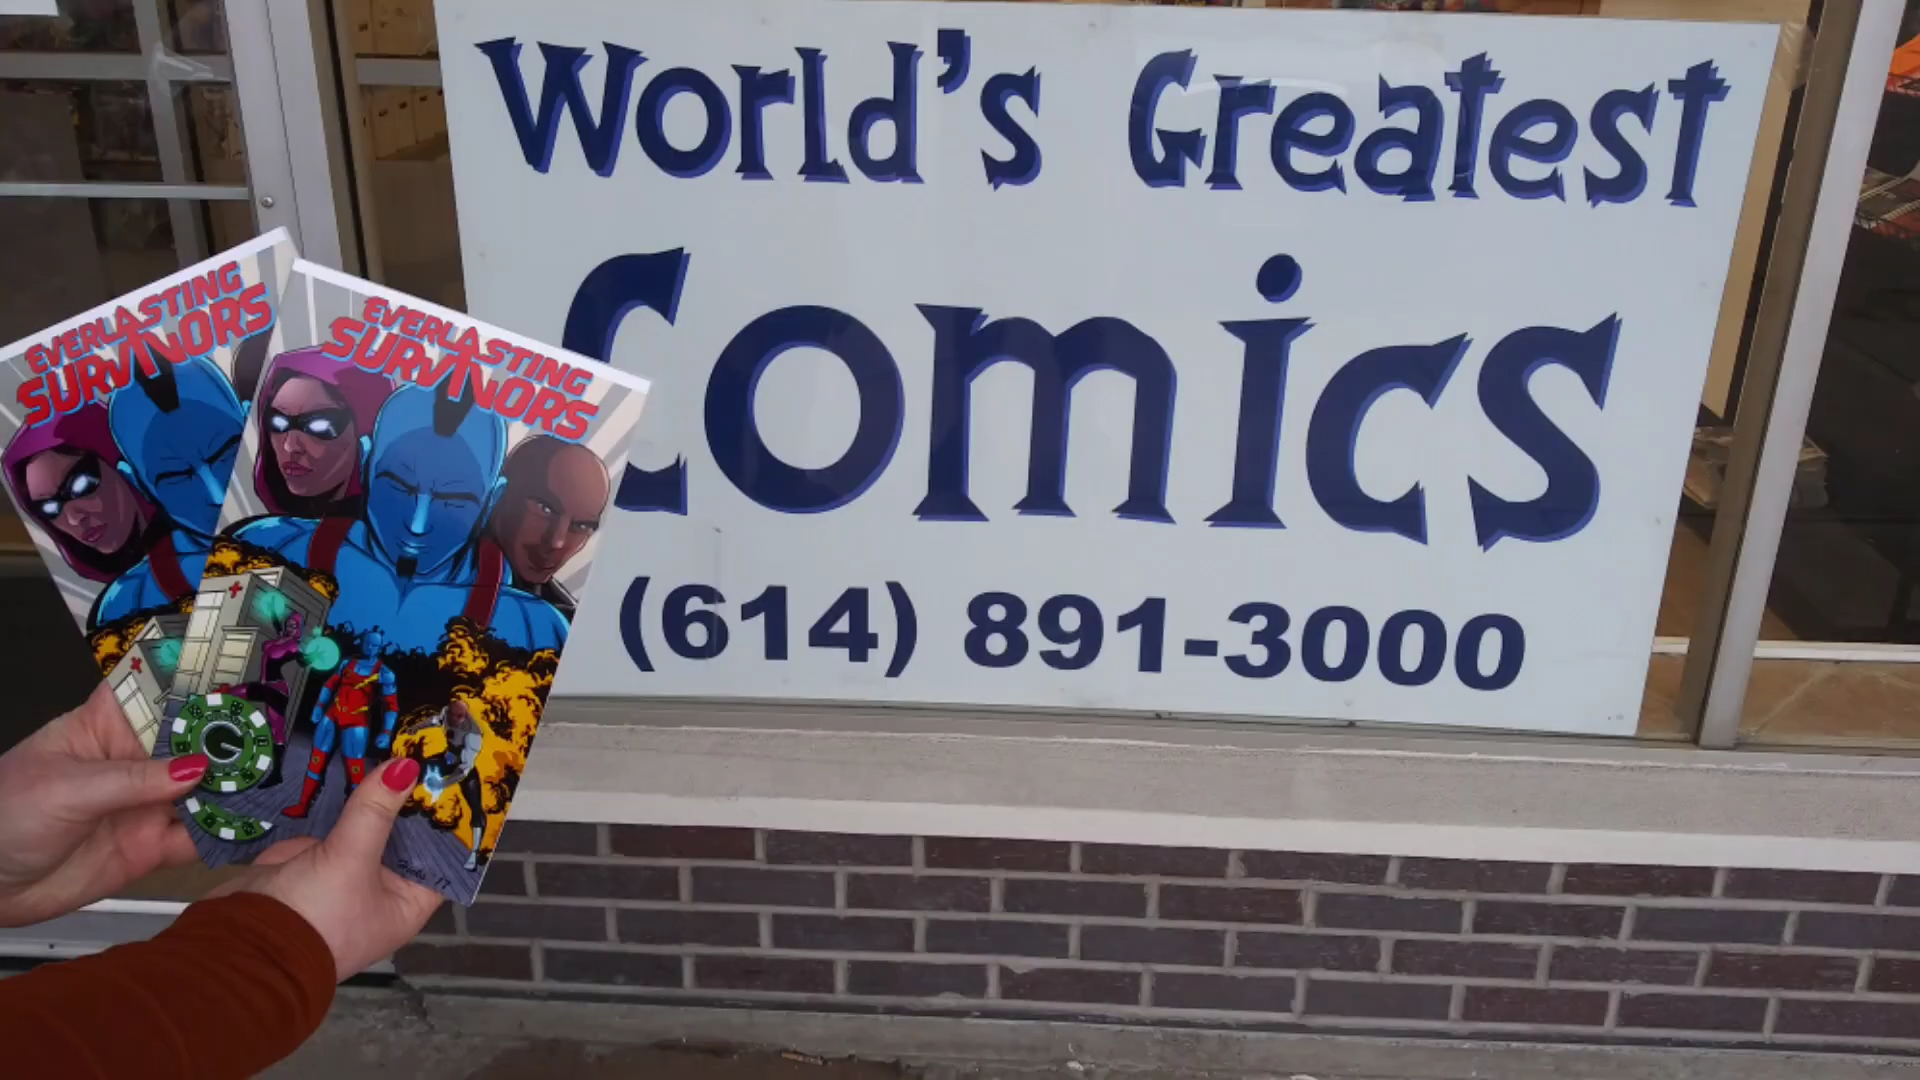 World's Greatest
Comics
(614) 891-3000
EVERLASTING
SURVIVORS
EVERLASTING
SURVIVORS
G